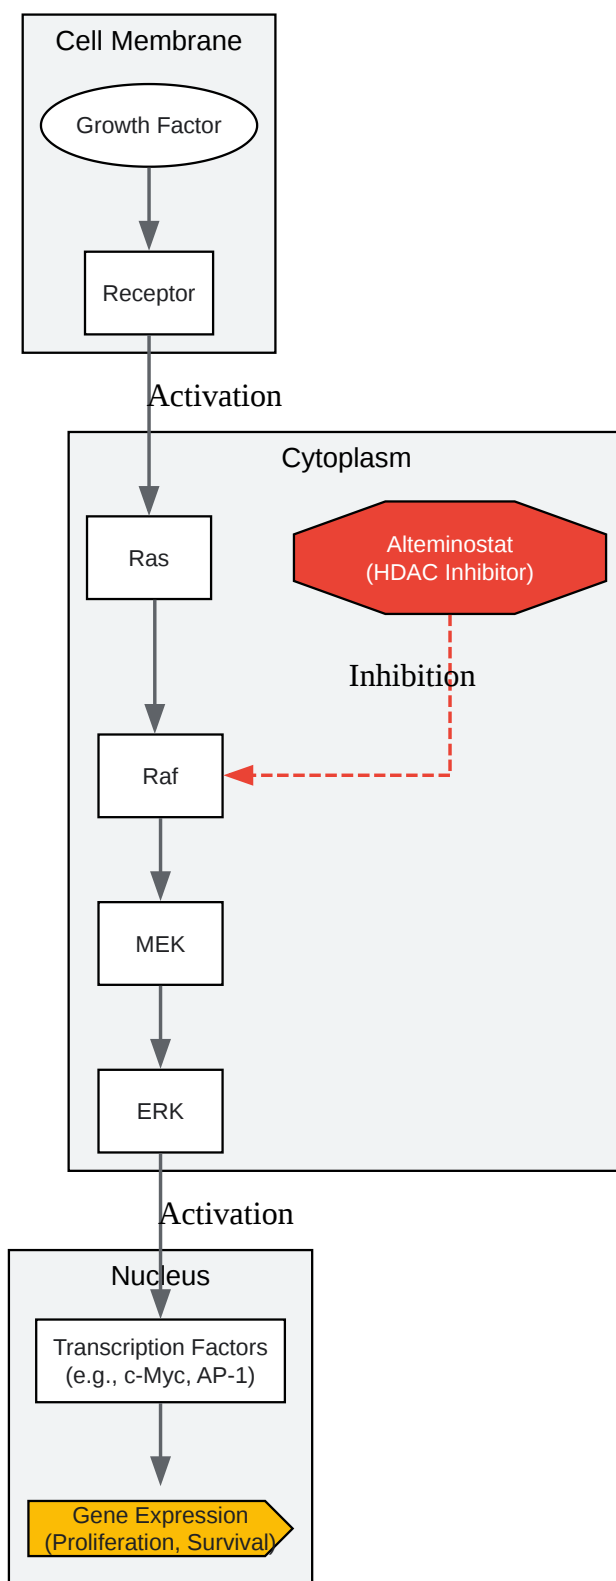 Cell Membrane
Growth Factor
Receptor
Activation
Cytoplasm
Ras
Alteminostat
(HDAC Inhibitor)
Inhibition
Raf
MEK
ERK
Activation
Nucleus
Transcription Factors
(e.g., c-Myc, AP-1)
Gene Expression
(Proliferation, Survival)